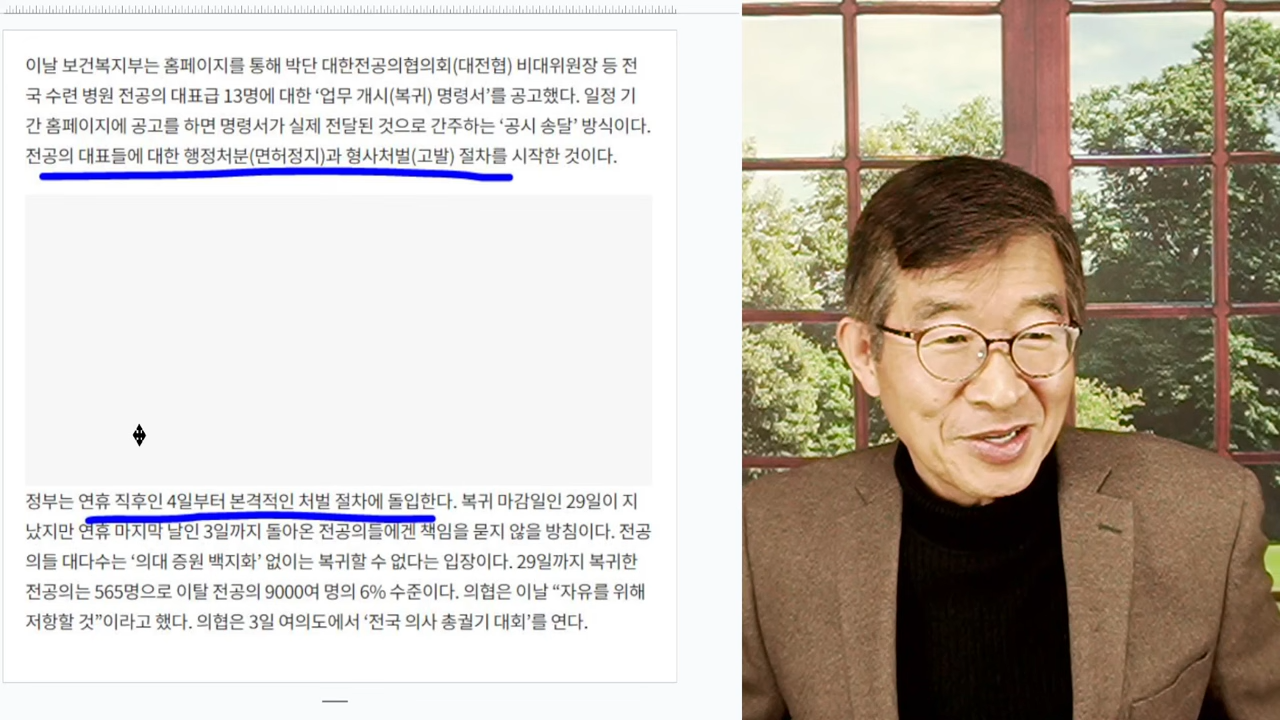 이날 보건복지부는 홈페이지를 통해 박단 대한전공의협의회(대전협) 비대위원장 등 전
국 수련 병원 전공의 대표급 13명에 대한 ‘업무 개시(복귀) 명령서’를 공고했다. 일정 기
간 홈페이지에 공고를 하면 명령서가 실제 전달된 것으로 간주하는 ‘공시 송달’ 방식이다.
전공의 대표들에 대한 행정처분(면허정지)과 형사처벌(고발) 절차를 시작한 것이다.
정부는 연휴 직후인 4일부터 본격적인 처벌 절차에 돌입한다. 복귀 마감일인 29일이 지
났지만 연휴 마지막 날인 3일까지 돌아온 전공의들에겐 책임을 묻지 않을 방침이다. 전공
의들 대다수는 ‘의대 증원 백지화’ 없이는 복귀할 수 없다는 입장이다. 29일까지 복귀한
전공의는 565명으로 이탈 전공의 9000여 명의 6% 수준이다. 의협은 이날 “자유를 위해
저항할 것”이라고 했다. 의협은 3일 여의도에서 ‘전국 의사 총궐기 대회’를 연다.